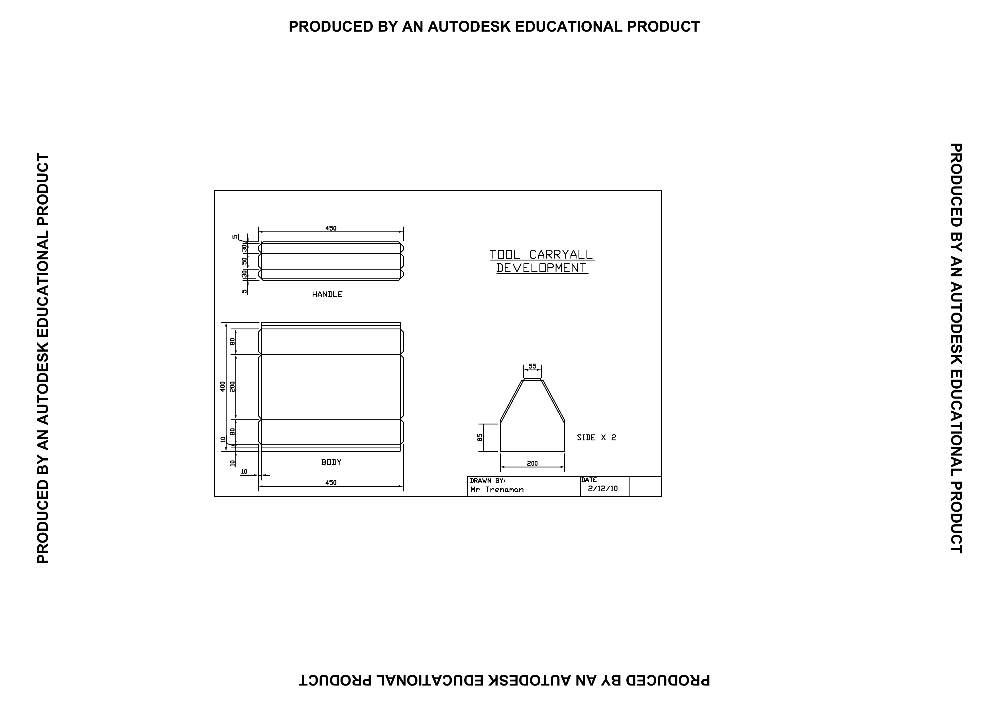 PRODUCED BY AN AUTODESK EDUCATIONAL PRODUCT
PRODUCED BY AN AUTODESK EDUCATIONAL PRODUCT
PRODUCED BY AN AUTODESK EDUCATIONAL PRODUCT
450
5
30
50
30
5
HANDLE
TOOL CARRYALL
DEVELOPMENT
400
80
200
80
10
10
10
450
BODY
55
85
200
SIDE X 2
DRAWN BY:
Mr Trenaman
DATE
2/12/10
PRODUCED BY AN AUTODESK EDUCATIONAL PRODUCT